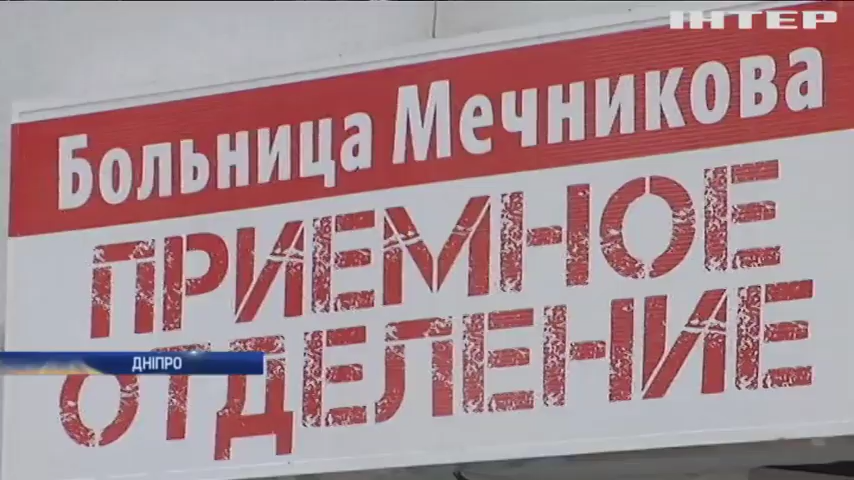 ІНТЕР
Больница Мечникова
ПРИЕМНОЕ
ОТДЕЛЕНИЕ
ДНІПРО